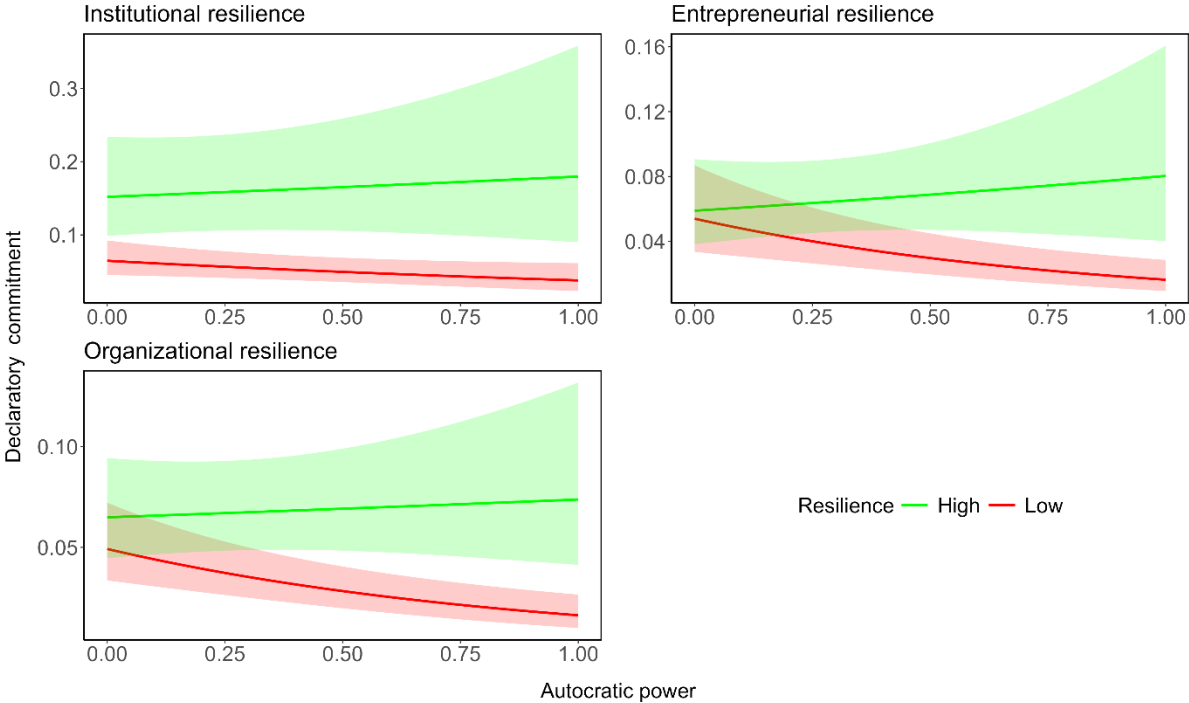 Institutional resilience
0.3
0.2
0.1
0.00 0.25 0.50 0.75 1.00
Entrepreneurial resilience
0.16
0.12
0.08
0.04
0.00 0.25 0.50 0.75 1.00
Organizational resilience
0.10
0.05
0.00 0.25 0.50 0.75 1.00
Declaratory commitment
Autocratic power
Resilience High Low